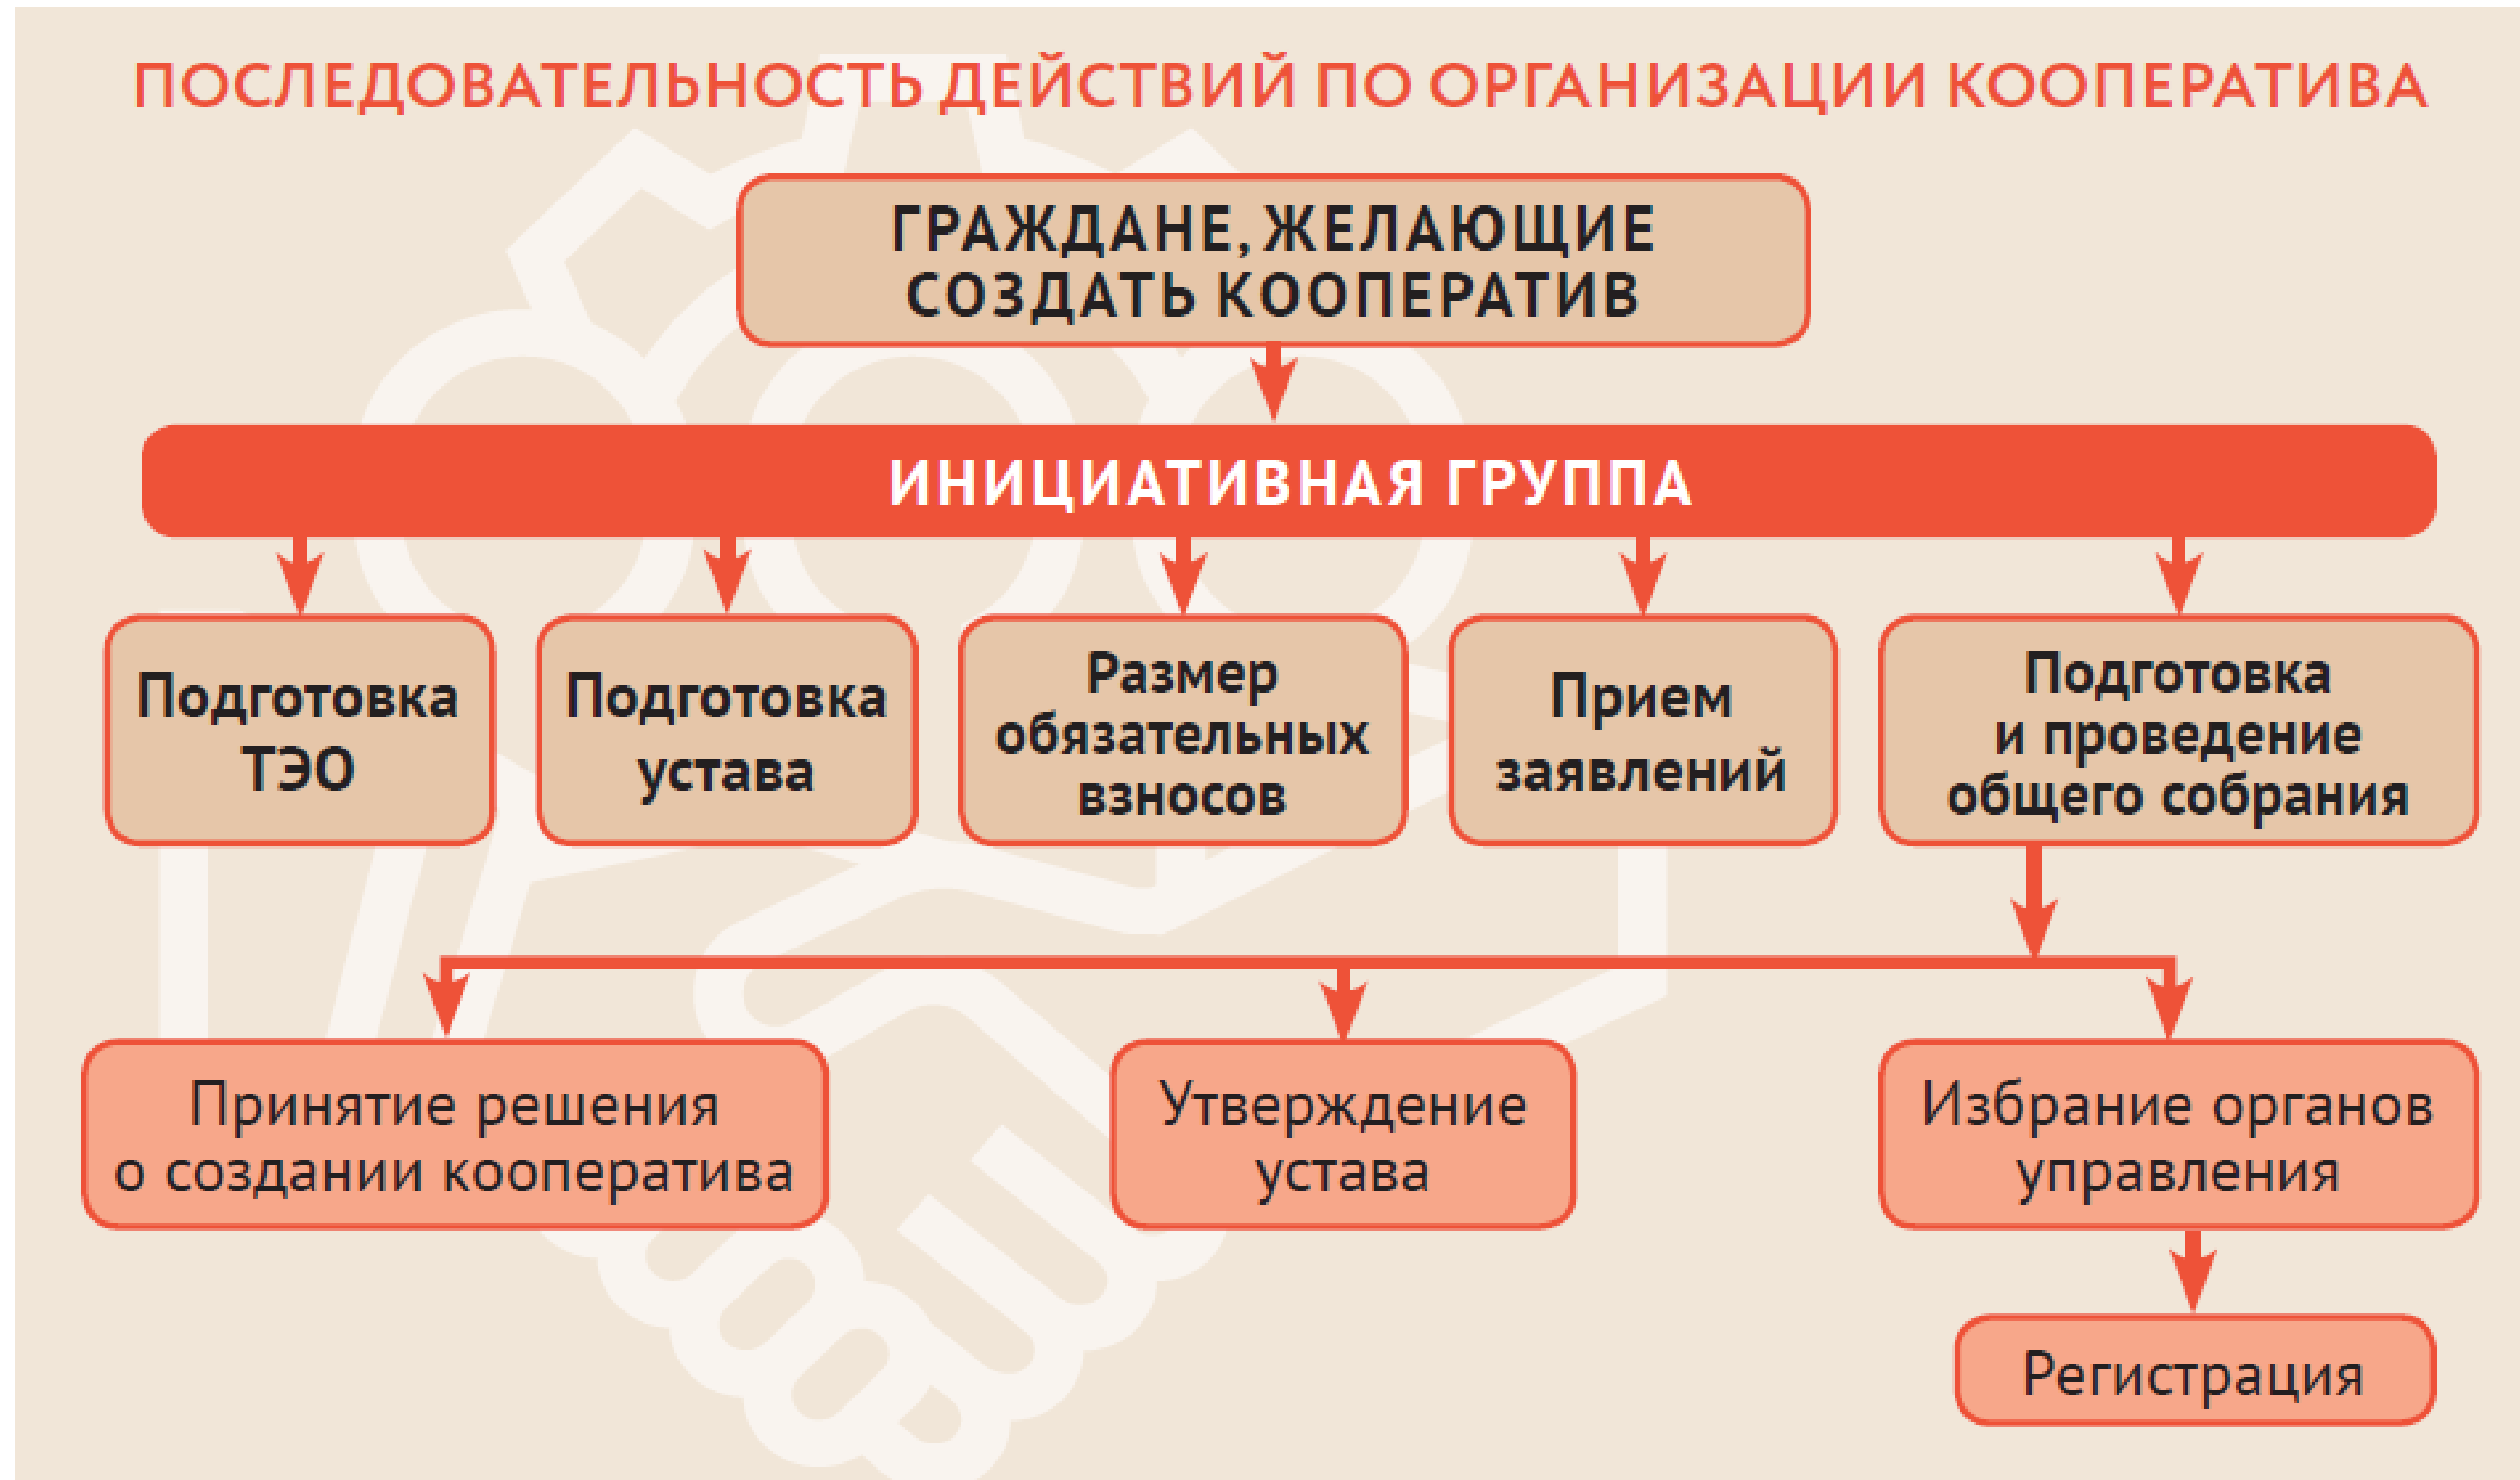 ПОСЛЕДОВАТЕЛЬНОСТЬ ДЕЙСТВИЙ ПО ОРГАНИЗАЦИИ КООПЕРАТИВА
ГРАЖДАНЕ, ЖЕЛАЮЩИЕ
СОЗДАТЬ КООПЕРАТИВ
ИНИЦИАТИВНАЯ ГРУППА
Подготовка
ТЭО
Подготовка
устава
Размер
обязательных
взносов
Прием
заявлений
Подготовка
и проведение
общего собрания
Принятие решения
о создании кооператива
Утверждение
устава
Избрание органов
управления
Регистрация